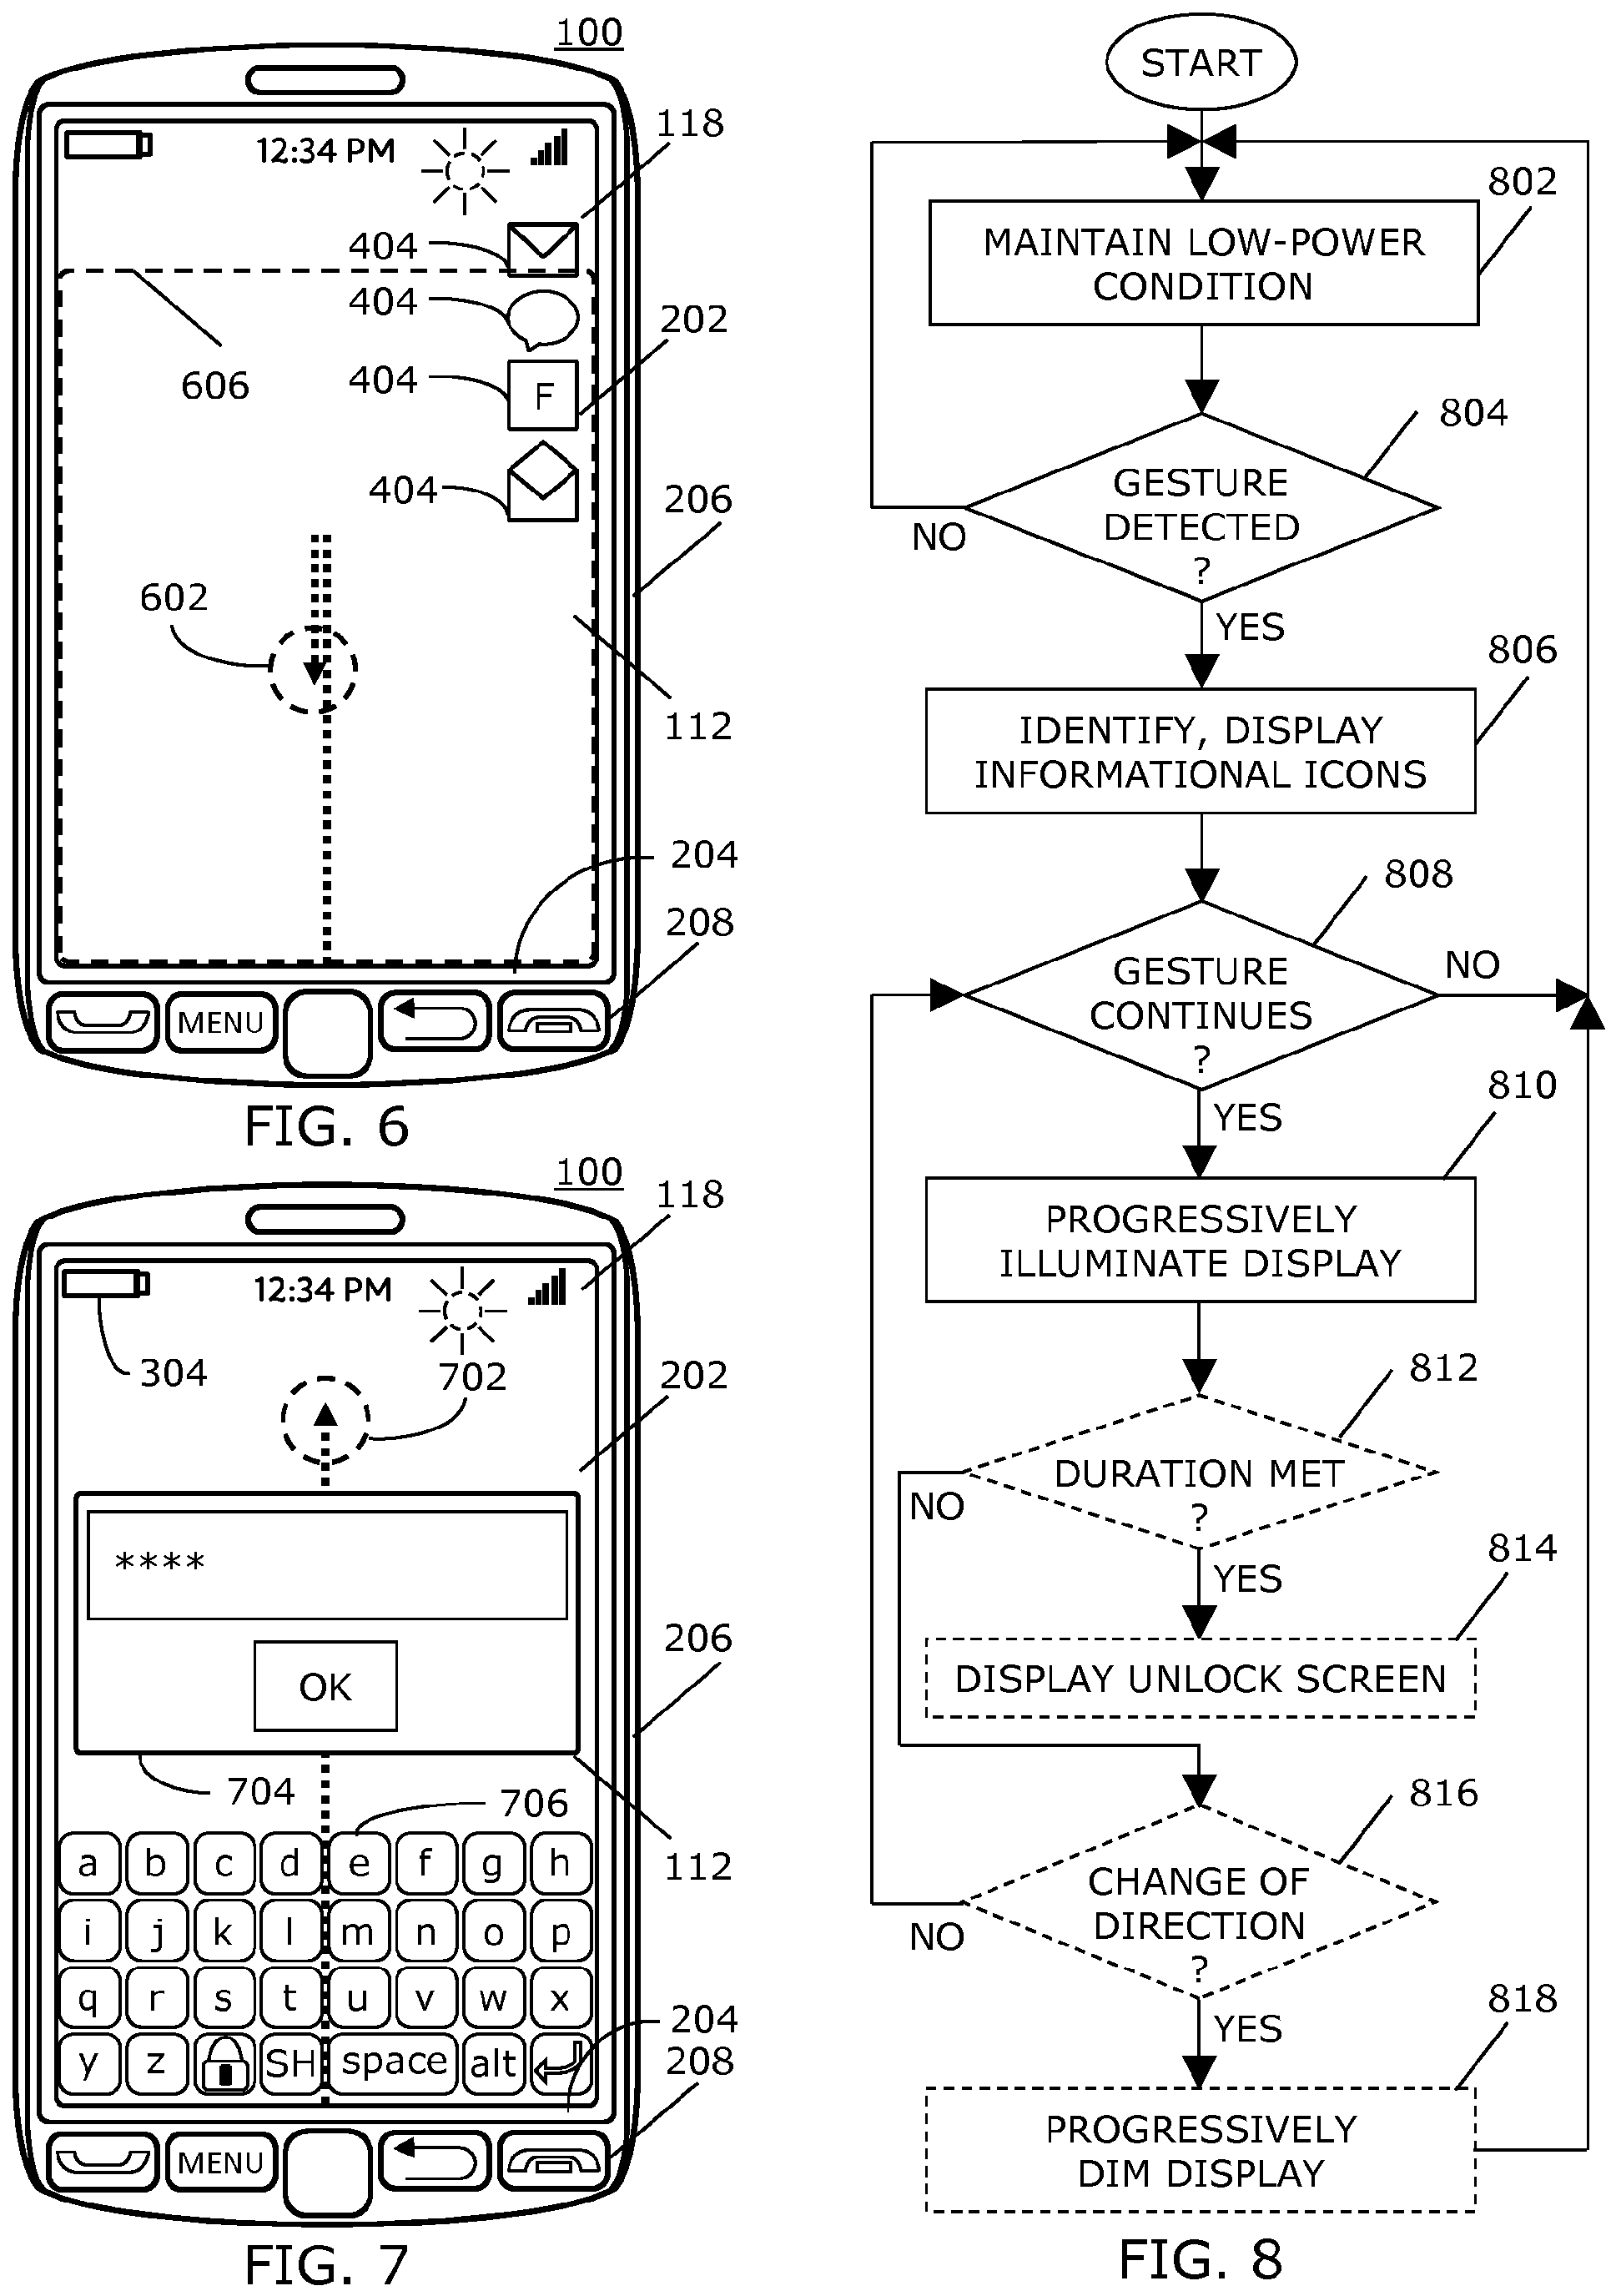 100
12:34 PM
118
404
404
606
404
F
202
404
206
602
112
204
208
MENU
FIG. 6
100
118
12:34 PM
304
702
202
****
OK
206
704
706
112
a b c d e f g h
i j k l m n o p
q r s t u v w x
204
y z SH space alt
208
MENU
FIG. 7
START
802
MAINTAIN LOW-POWER
CONDITION
804
GESTURE
DETECTED
?
NO
YES
806
IDENTIFY, DISPLAY
INFORMATIONAL ICONS
808
GESTURE
CONTINUES
?
NO
YES
810
PROGRESSIVELY
ILLUMINATE DISPLAY
812
DURATION MET
?
NO
YES
814
DISPLAY UNLOCK SCREEN
816
CHANGE OF
DIRECTION
?
NO
YES
818
PROGRESSIVELY
DIM DISPLAY
FIG. 8